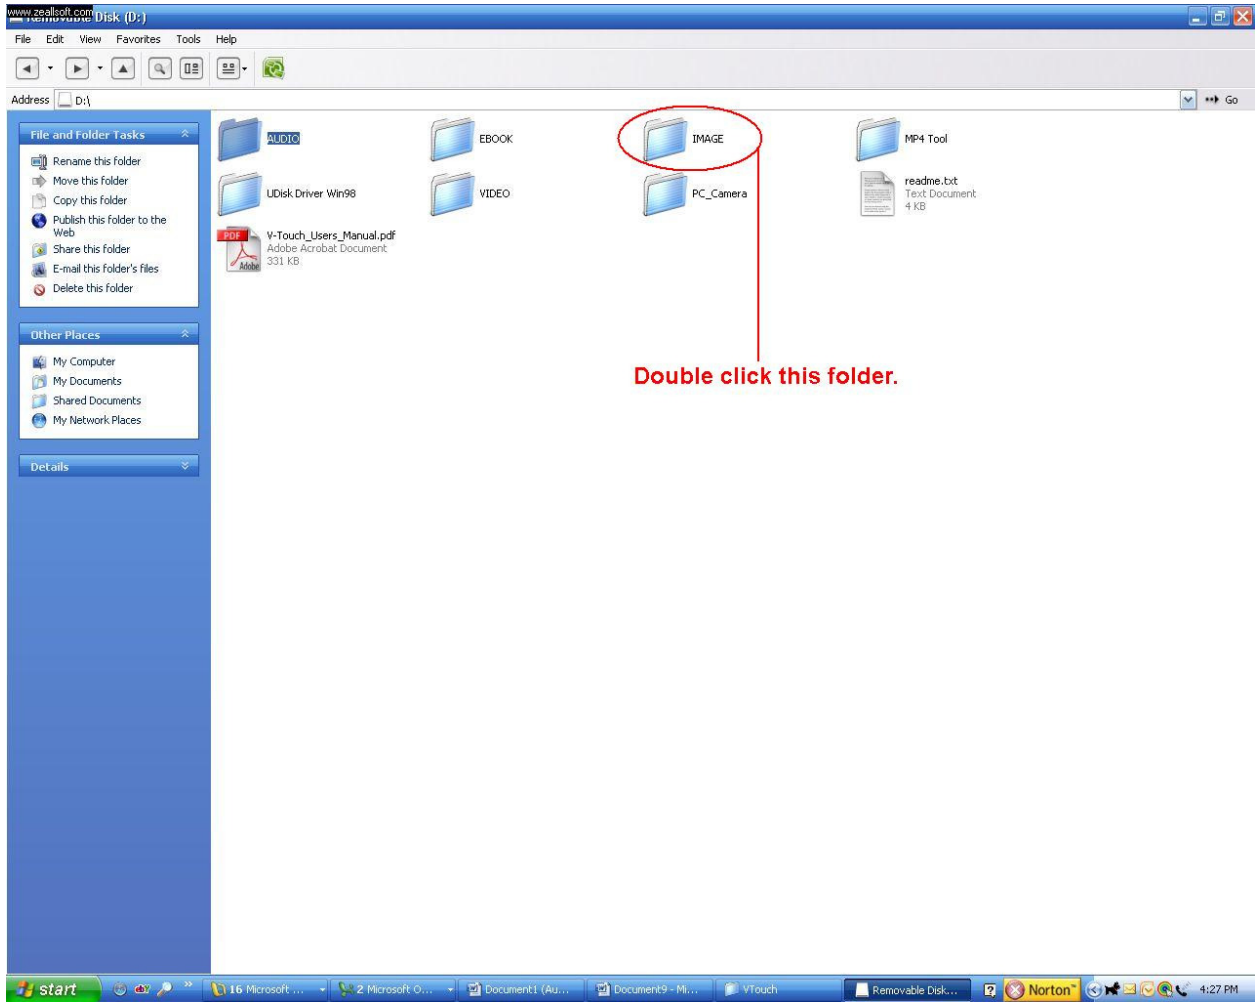 www.zeallsoft.com
Removable Disk (D:)
File Edit View Favorites Tools Help
Address D:\ Go
File and Folder Tasks
Rename this folder
Move this folder
Copy this folder
Publish this folder to the
Web
Share this folder
E-mail this folder's files
Delete this folder
Other Places
My Computer
My Documents
Shared Documents
My Network Places
Details
AUDIO
EBOOK
IMAGE
MP4 Tool
UDisk Driver Win98
VIDEO
PC_Camera
readme.txt
Text Document
4 KB
V-Touch_Users_Manual.pdf
Adobe Acrobat Document
331 KB
PDF
Adobe
Double click this folder.
start
16 Microsoft ...
2 Microsoft O...
Document1 (Au...
Document9 - Mi...
VTouch
Removable Disk...
Norton™
4:27 PM